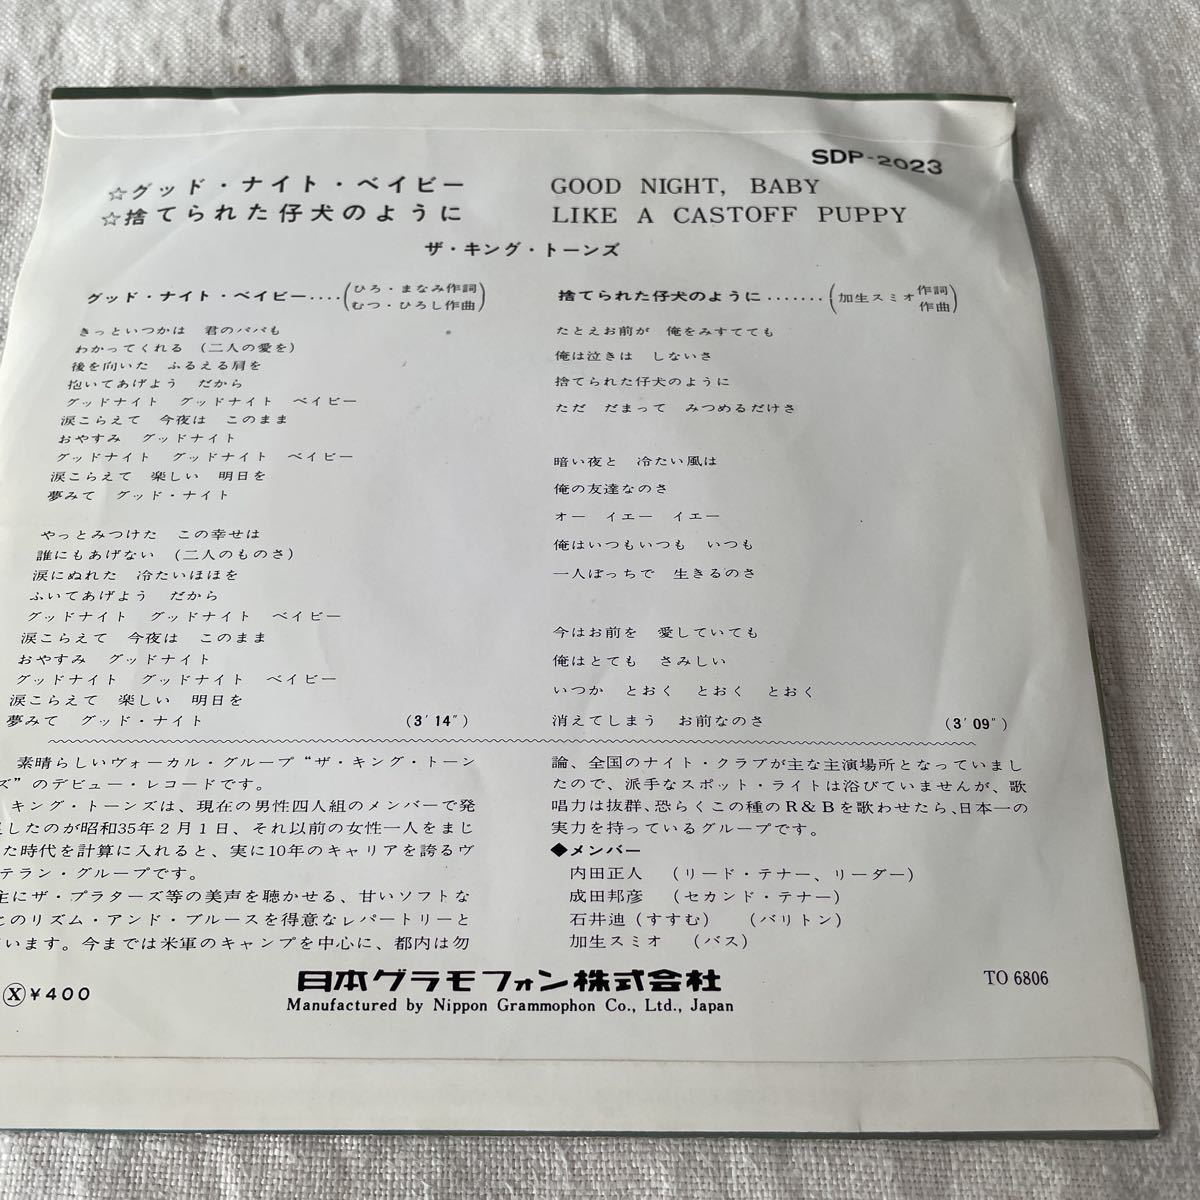 SDP-2023
☆グッド・ナイト・ベイビー GOOD NIGHT, BABY
☆捨てられた仔犬のように LIKE A CASTOFF PUPPY
ザ・キング・トーンズ
グッド・ナイト・ベイビー‥‥(ひろ・まなみ作詞
むつ・ひろし作曲)
きっといつかは 君のパパも
わかってくれる (二人の愛を)
後を向いた ふるえる肩を
抱いてあげよう だから
グッドナイト グッドナイト ベイビー
涙こらえて 今夜は このまま
おやすみ グッドナイト
グッドナイト グッドナイト ベイビー
涙こらえて 楽しい 明日を
夢みて グッド・ナイト
やっとみつけた この幸せは
誰にもあげない (二人のものさ)
涙にぬれた 冷たいほほを
ふいてあげよう だから
グッドナイト グッドナイト ベイビー
涙こらえて 今夜は このまま
おやすみ グッドナイト
グッドナイト グッドナイト ベイビー
涙こらえて 楽しい 明日を
夢みて グッド・ナイト (3′14″)
捨てられた仔犬のように‥‥‥・(加生スミオ作詞
作曲)
たとえお前が 俺をみすてても
俺は泣きは しないさ
捨てられた仔犬のように
ただ だまって みつめるだけさ
暗い夜と 冷たい風は
俺の友達なのさ
オー イエー イエー
俺はいつもいつも いつも
一人ぼっちで 生きるのさ
今はお前を 愛していても
俺はとても さみしい
いつか とおく とおく とおく
消えてしまう お前なのさ (3′09″)
素晴らしいヴォーカル・グループ“ザ・キング・トーン
ズ”のデビュー・レコードです。
キング・トーンズは、現在の男性四人組のメンバーで発
足したのが昭和35年2月1日、それ以前の女性一人をまじ
えた時代を計算に入れると、実に10年のキャリアを誇るヴ
ェテラン・グループです。
主にザ・プラターズ等の美声を聴かせる、甘いソフトな
リズム・アンド・ブルースを得意なレパートリーと
います。今までは米軍のキャンプを中心に、都内は勿
論、全国のナイト・クラブが主な主演場所となっていまし
たので、派手なスポット・ライトは浴びていませんが、歌
唱力は抜群、恐らくこの種のR&Bを歌わせたら、日本一の
実力を持っているグループです。
◆メンバー
内田正人 (リード・テナー、リーダー)
成田邦彦 (セカンド・テナー)
石井迪(すすむ) (バリトン)
加生スミオ (バス)
Ⓧ¥400
日本グラモフォン株式会社
Manufactured by Nippon Grammophon Co., Ltd., Japan
TO 6806